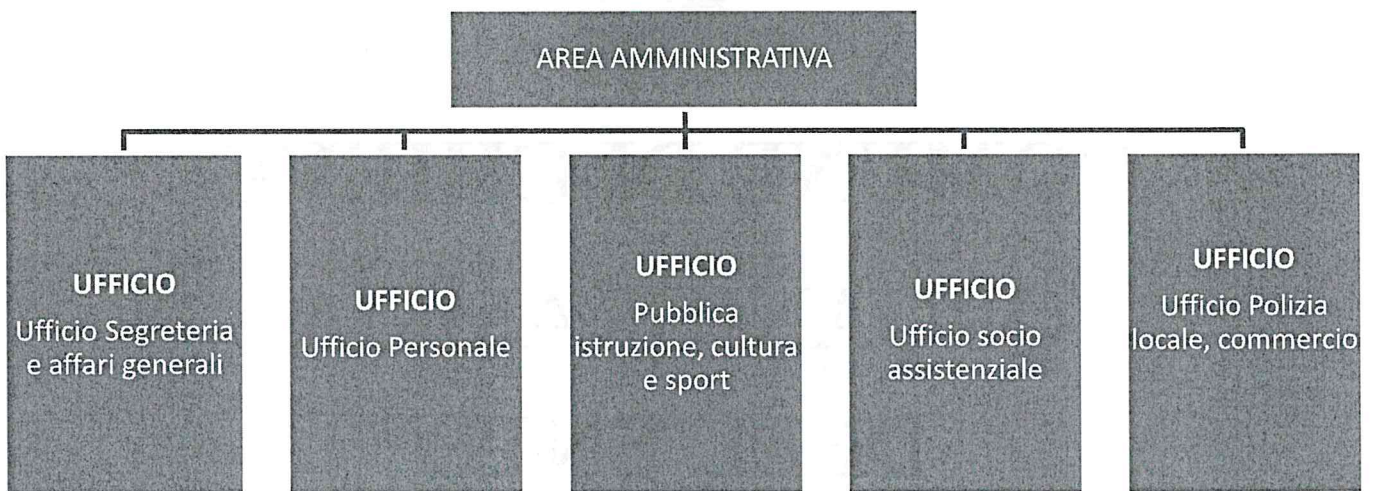 AREA AMMINISTRATIVA
UFFICIO
Ufficio Segreteria
e affari generali
UFFICIO
Ufficio Personale
UFFICIO
Pubblica
istruzione, cultura
e sport
UFFICIO
Ufficio socio
assistenziale
UFFICIO
Ufficio Polizia
locale, commercio